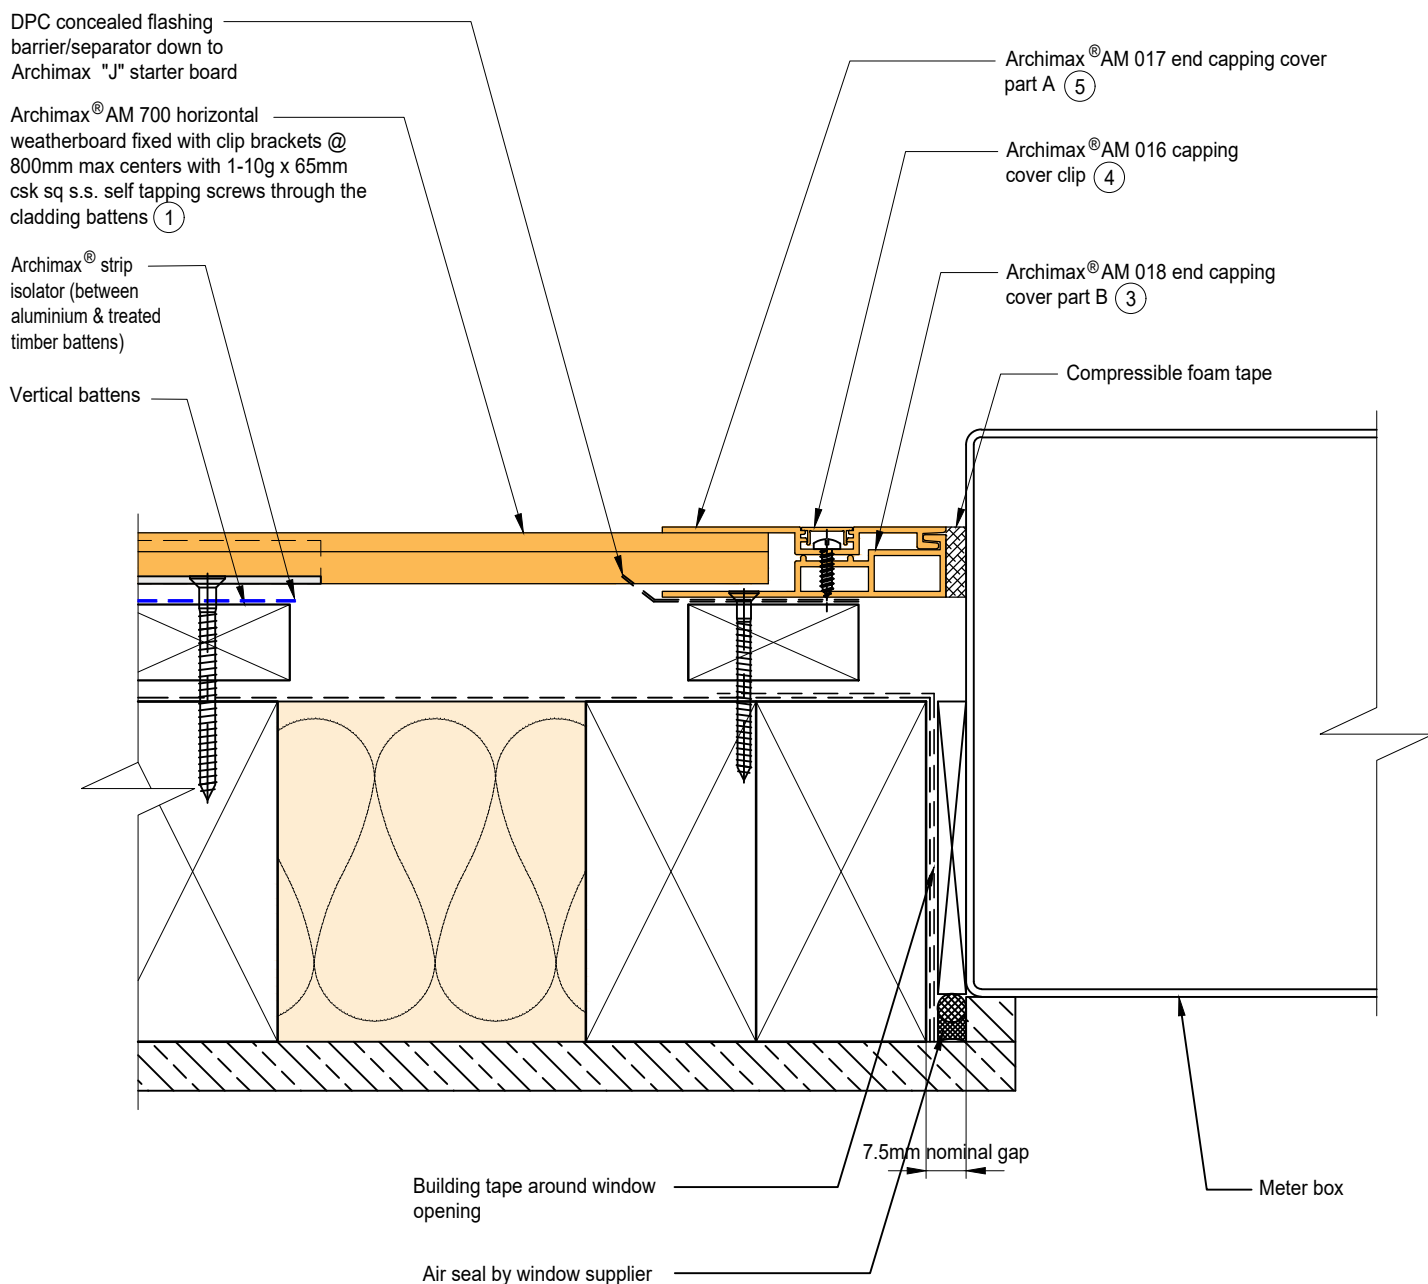 DPC concealed flashing
barrier/separator down to
Archimax "J" starter board
Archimax® AM 700 horizontal
weatherboard fixed with clip brackets @
800mm max centers with 1-10g x 65mm
csk sq s.s. self tapping screws through the
cladding battens 1
Archimax® strip
isolator (between
aluminium & treated
timber battens)
Vertical battens
Archimax® AM 017 end capping cover
part A 5
Archimax® AM 016 capping
cover clip 4
Archimax® AM 018 end capping
cover part B 3
Compressible foam tape
7.5mm nominal gap
Building tape around window
opening
Meter box
Air seal by window supplier